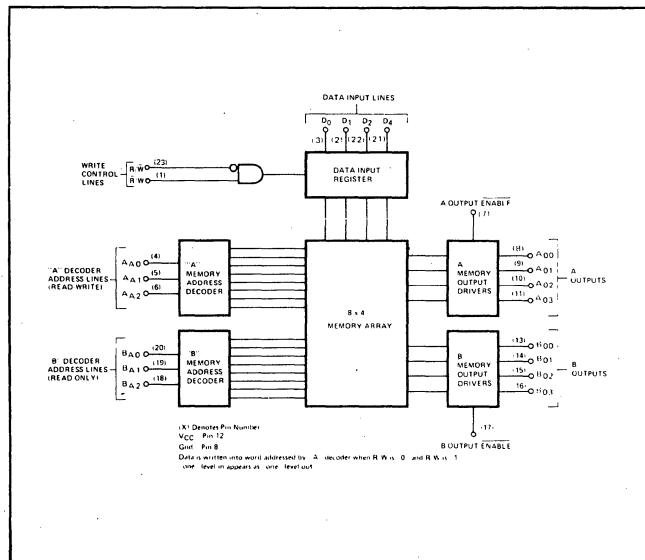 DATA INPUT LINES
D0 D1 D2 D4
(3) (2) (22) (21)
WRITE CONTROL LINES
R/W (23)
R/W (1)
DATA INPUT REGISTER
A OUTPUT ENABLE
(7)
"A" DECODER ADDRESS LINES (READ WRITE)
AA0 (4)
AA1 (5)
AA2 (6)
"A" MEMORY ADDRESS DECODER
8 x 4 MEMORY ARRAY
A MEMORY OUTPUT DRIVERS
(8) A00
(9) A01
(10) A02
(11) A03
A OUTPUTS
B DECODER ADDRESS LINES (READ ONLY)
BA0 (20)
BA1 (19)
BA2 (18)
"B" MEMORY ADDRESS DECODER
B MEMORY OUTPUT DRIVERS
(13) B00
(14) B01
(15) B02
16) B03
B OUTPUTS
(17)
B OUTPUT ENABLE
(X) Denotes Pin Number
VCC Pin 12
Gnd Pin 8
Data is written into word addressed by A decoder when R W is 0 and R W is 1
one level in appears as one level out